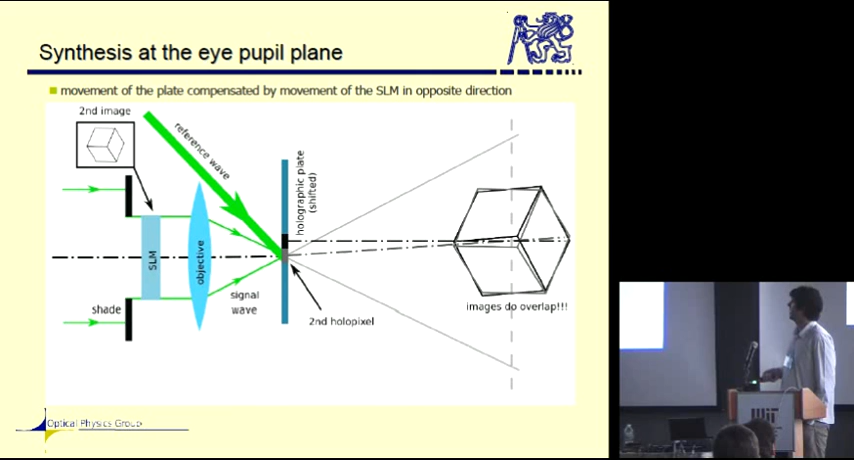 Synthesis at the eye pupil plane
movement of the plate compensated by movement of the SLM in opposite direction
2nd image
reference wave
holographic plate
(shifted)
SLM
objective
shade
signal
wave
2nd holopixel
images do overlap!!!
Optical Physics Group
MIT